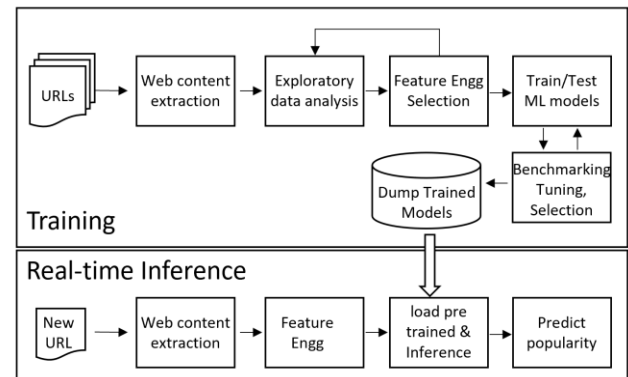 URLs
Web content
extraction
Exploratory
data analysis
Feature Engg
Selection
Train/Test
ML models
Benchmarking
Tuning,
Selection
Dump Trained
Models
Training
Real-time Inference
New
URL
Web content
extraction
Feature
Engg
load pre
trained &
Inference
Predict
popularity